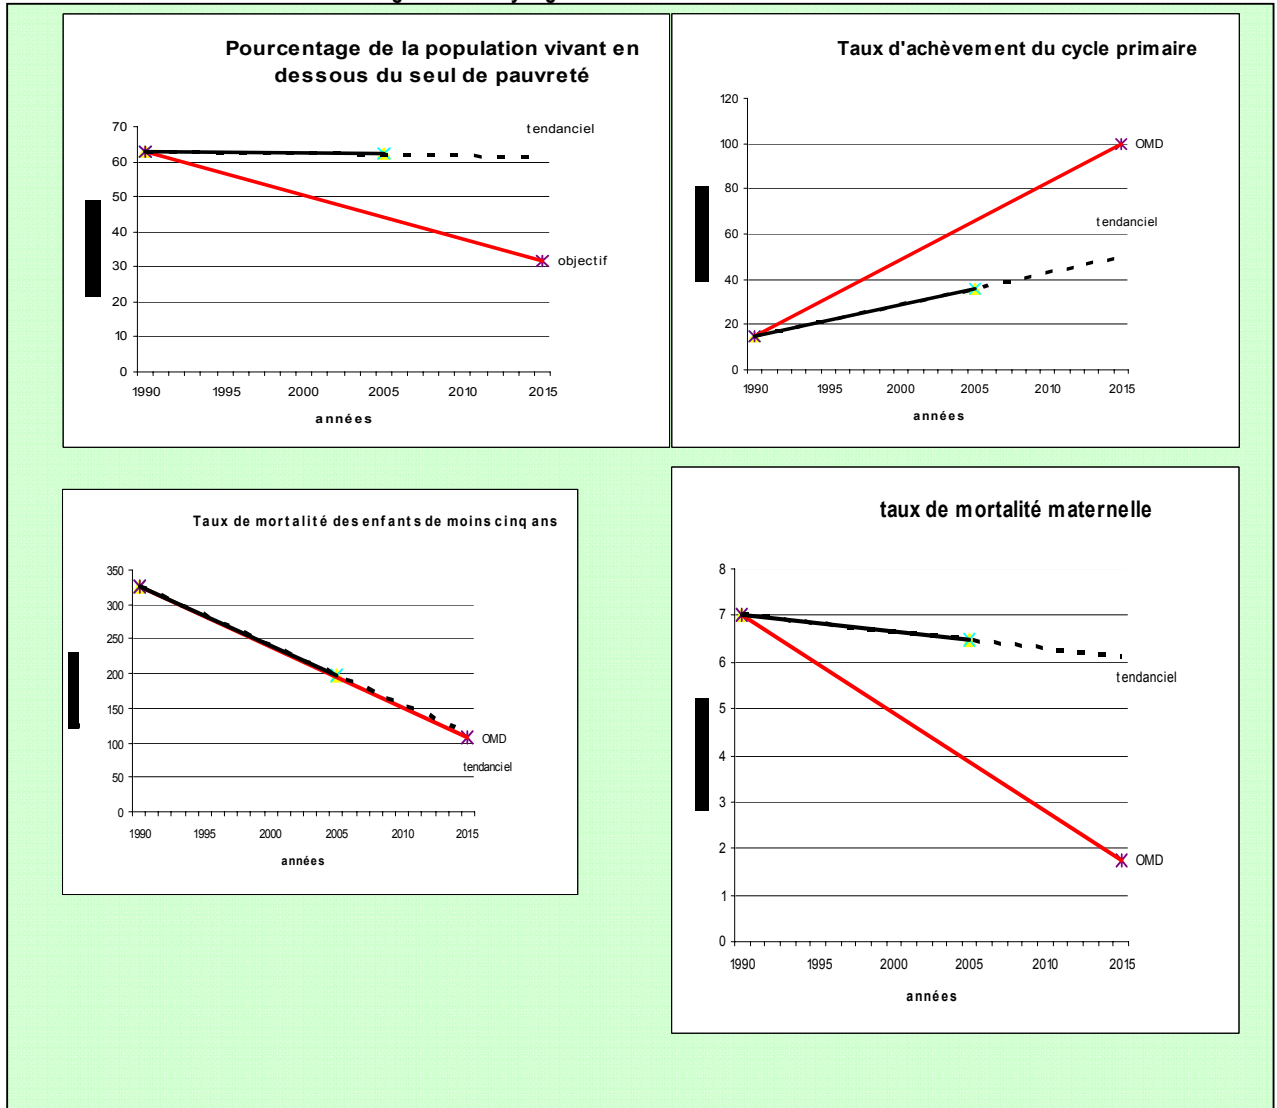 Pourcentage de la population vivant en
dessous du seul de pauvreté
70
60
50
40
30
20
10
0
tendanciel
objectif
1990 1995 2000 2005 2010 2015
années
Taux d'achèvement du cycle primaire
120
100
80
60
40
20
0
OMD
tendanciel
1990 1995 2000 2005 2010 2015
années
Taux de mortalité des enfants de moins cinq ans
350
300
250
200
150
100
50
0
OMD
tendanciel
1990 1995 2000 2005 2010 2015
années
taux de mortalité maternelle
8
7
6
5
4
3
2
1
0
tendanciel
OMD
1990 1995 2000 2005 2010 2015
années